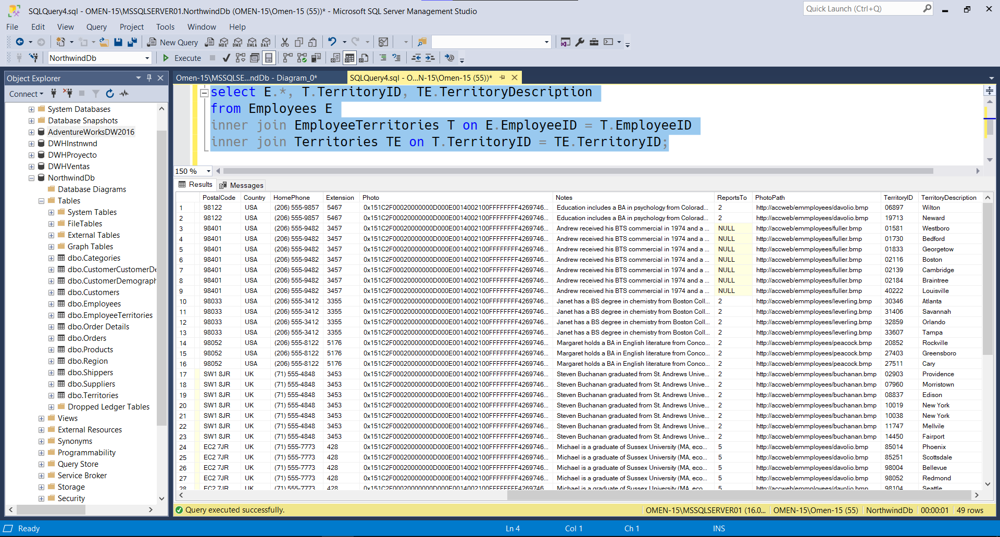 SQLQuery4.sql - OMEN-15\MSSQLSERVER01.NorthwindDb (OMEN-15\Omen-15 (55))* - Microsoft SQL Server Management Studio
Quick Launch (Ctrl+Q)
File Edit View Query Project Tools Window Help
New Query MDX DMX XMLA DAX
NorthwindDb Execute
Object Explorer
Connect
System Databases
Database Snapshots
AdventureWorksDW2016
DWHInstnwnd
DWHProyecto
DWHVentas
NorthwindDb
Database Diagrams
Tables
System Tables
FileTables
External Tables
Graph Tables
dbo.Categories
dbo.CustomerCustomerDe
dbo.CustomerDemograph
dbo.Customers
dbo.Employees
dbo.EmployeeTerritories
dbo.Order Details
dbo.Orders
dbo.Products
dbo.Region
dbo.Shippers
dbo.Suppliers
dbo.Territories
Dropped Ledger Tables
Views
External Resources
Synonyms
Programmability
Query Store
Service Broker
Storage
Security
Omen-15\MSSQLSE...ndDb - Diagram_0* SQLQuery4.sql - O...N-15\Omen-15 (55))*
select E.*, T.TerritoryID, TE.TerritoryDescription
from Employees E
inner join EmployeeTerritories T on E.EmployeeID = T.EmployeeID
inner join Territories TE on T.TerritoryID = TE.TerritoryID;
150 %
Results Messages
PostalCode Country HomePhone Extension Photo Notes ReportsTo PhotoPath TerritoryID TerritoryDescription
1 98122 USA (206) 555-9857 5467 0x151C2F00020000000D000E0014002100FFFFFFFF4269746... Education includes a BA in psychology from Colorad... 2 http://accweb/emmployees/davolio.bmp 06897 Wilton
2 98122 USA (206) 555-9857 5467 0x151C2F00020000000D000E0014002100FFFFFFFF4269746... Education includes a BA in psychology from Colorad... 2 http://accweb/emmployees/davolio.bmp 19713 Neward
3 98401 USA (206) 555-9482 3457 0x151C2F00020000000D000E0014002100FFFFFFFF4269746... Andrew received his BTS commercial in 1974 and a ... NULL http://accweb/emmployees/fuller.bmp 01581 Westboro
4 98401 USA (206) 555-9482 3457 0x151C2F00020000000D000E0014002100FFFFFFFF4269746... Andrew received his BTS commercial in 1974 and a ... NULL http://accweb/emmployees/fuller.bmp 01730 Bedford
5 98401 USA (206) 555-9482 3457 0x151C2F00020000000D000E0014002100FFFFFFFF4269746... Andrew received his BTS commercial in 1974 and a ... NULL http://accweb/emmployees/fuller.bmp 01833 Georgetow
6 98401 USA (206) 555-9482 3457 0x151C2F00020000000D000E0014002100FFFFFFFF4269746... Andrew received his BTS commercial in 1974 and a ... NULL http://accweb/emmployees/fuller.bmp 02116 Boston
7 98401 USA (206) 555-9482 3457 0x151C2F00020000000D000E0014002100FFFFFFFF4269746... Andrew received his BTS commercial in 1974 and a ... NULL http://accweb/emmployees/fuller.bmp 02139 Cambridge
8 98401 USA (206) 555-9482 3457 0x151C2F00020000000D000E0014002100FFFFFFFF4269746... Andrew received his BTS commercial in 1974 and a ... NULL http://accweb/emmployees/fuller.bmp 02184 Braintree
9 98401 USA (206) 555-9482 3457 0x151C2F00020000000D000E0014002100FFFFFFFF4269746... Andrew received his BTS commercial in 1974 and a ... NULL http://accweb/emmployees/fuller.bmp 40222 Louisville
10 98033 USA (206) 555-3412 3355 0x151C2F00020000000D000E0014002100FFFFFFFF4269746... Janet has a BS degree in chemistry from Boston Coll... 2 http://accweb/emmployees/leverling.bmp 30346 Atlanta
11 98033 USA (206) 555-3412 3355 0x151C2F00020000000D000E0014002100FFFFFFFF4269746... Janet has a BS degree in chemistry from Boston Coll... 2 http://accweb/emmployees/leverling.bmp 31406 Savannah
12 98033 USA (206) 555-3412 3355 0x151C2F00020000000D000E0014002100FFFFFFFF4269746... Janet has a BS degree in chemistry from Boston Coll... 2 http://accweb/emmployees/leverling.bmp 32859 Orlando
13 98033 USA (206) 555-3412 3355 0x151C2F00020000000D000E0014002100FFFFFFFF4269746... Janet has a BS degree in chemistry from Boston Coll... 2 http://accweb/emmployees/leverling.bmp 33607 Tampa
14 98052 USA (206) 555-8122 5176 0x151C2F00020000000D000E0014002100FFFFFFFF4269746... Margaret holds a BA in English literature from Conco... 2 http://accweb/emmployees/peacock.bmp 20852 Rockville
15 98052 USA (206) 555-8122 5176 0x151C2F00020000000D000E0014002100FFFFFFFF4269746... Margaret holds a BA in English literature from Conco... 2 http://accweb/emmployees/peacock.bmp 27403 Greensboro
16 98052 USA (206) 555-8122 5176 0x151C2F00020000000D000E0014002100FFFFFFFF4269746... Margaret holds a BA in English literature from Conco... 2 http://accweb/emmployees/peacock.bmp 27511 Cary
17 SW1 8JR UK (71) 555-4848 3453 0x151C2F00020000000D000E0014002100FFFFFFFF4269746... Steven Buchanan graduated from St. Andrews Unive... 2 http://accweb/emmployees/buchanan.bmp 02903 Providence
18 SW1 8JR UK (71) 555-4848 3453 0x151C2F00020000000D000E0014002100FFFFFFFF4269746... Steven Buchanan graduated from St. Andrews Unive... 2 http://accweb/emmployees/buchanan.bmp 07960 Morristown
19 SW1 8JR UK (71) 555-4848 3453 0x151C2F00020000000D000E0014002100FFFFFFFF4269746... Steven Buchanan graduated from St. Andrews Unive... 2 http://accweb/emmployees/buchanan.bmp 08837 Edison
20 SW1 8JR UK (71) 555-4848 3453 0x151C2F00020000000D000E0014002100FFFFFFFF4269746... Steven Buchanan graduated from St. Andrews Unive... 2 http://accweb/emmployees/buchanan.bmp 10019 New York
21 SW1 8JR UK (71) 555-4848 3453 0x151C2F00020000000D000E0014002100FFFFFFFF4269746... Steven Buchanan graduated from St. Andrews Unive... 2 http://accweb/emmployees/buchanan.bmp 10038 New York
22 SW1 8JR UK (71) 555-4848 3453 0x151C2F00020000000D000E0014002100FFFFFFFF4269746... Steven Buchanan graduated from St. Andrews Unive... 2 http://accweb/emmployees/buchanan.bmp 11747 Mellvile
23 SW1 8JR UK (71) 555-4848 3453 0x151C2F00020000000D000E0014002100FFFFFFFF4269746... Steven Buchanan graduated from St. Andrews Unive... 2 http://accweb/emmployees/buchanan.bmp 14450 Fairport
24 EC2 7JR UK (71) 555-7773 428 0x151C2F00020000000D000E0014002100FFFFFFFF4269746... Michael is a graduate of Sussex University (MA, eco... 5 http://accweb/emmployees/davolio.bmp 85014 Phoenix
25 EC2 7JR UK (71) 555-7773 428 0x151C2F00020000000D000E0014002100FFFFFFFF4269746... Michael is a graduate of Sussex University (MA, eco... 5 http://accweb/emmployees/davolio.bmp 85251 Scottsdale
26 EC2 7JR UK (71) 555-7773 428 0x151C2F00020000000D000E0014002100FFFFFFFF4269746... Michael is a graduate of Sussex University (MA, eco... 5 http://accweb/emmployees/davolio.bmp 98004 Bellevue
27 EC2 7JR UK (71) 555-7773 428 0x151C2F00020000000D000E0014002100FFFFFFFF4269746... Michael is a graduate of Sussex University (MA, eco... 5 http://accweb/emmployees/davolio.bmp 98052 Redmond
28 EC2 7JR UK (71) 555-7773 428 0x151C2F00020000000D000E0014002100FFFFFFFF4269746... Michael is a graduate of Sussex University (MA, eco... 5 http://accweb/emmployees/davolio.bmp 98104 Seattle
Query executed successfully. OMEN-15\MSSQLSERVER01 (16.0... OMEN-15\Omen-15 (55) NorthwindDb 00:00:01 49 rows
Ready Ln 4 Col 1 Ch 1 INS